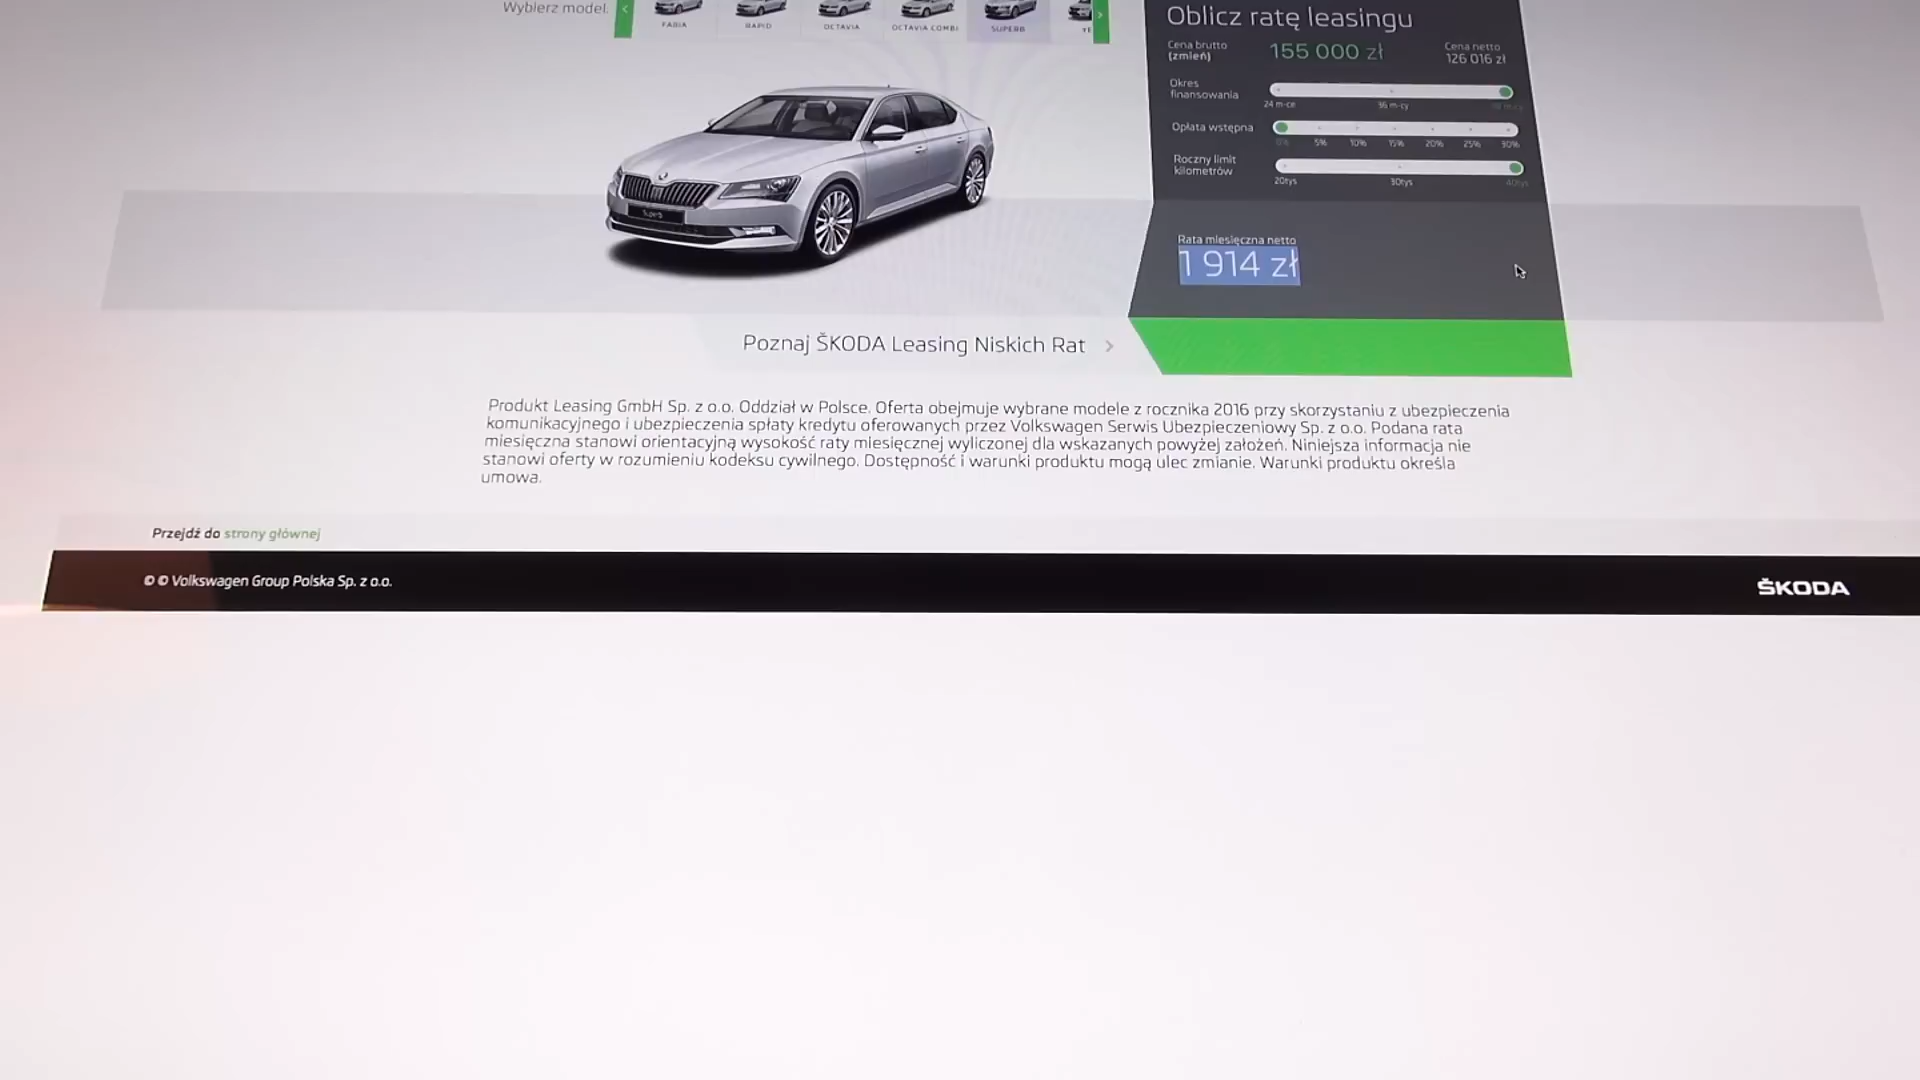 Wybierz model.
FABIA
RAPID
OCTAVIA
OCTAVIA COMBI
SUPERB
Oblicz ratę leasingu
Cena brutto
(zmień)
155 000 zł
Cena netto
126 016 zł
Okres
finansowania
24 m-ce
36 m-cy
Opłata wstępna
0%
5%
10%
15%
20%
25%
30%
Roczny limit
kilometrów
20tys
30tys
40tys
Superb
Rata miesięczna netto
1 914 zł
Poznaj ŠKODA Leasing Niskich Rat
Produkt Leasing GmbH Sp. z o.o. Oddział w Polsce. Oferta obejmuje wybrane modele z rocznika 2016 przy skorzystaniu z ubezpieczenia
komunikacyjnego i ubezpieczenia spłaty kredytu oferowanych przez Volkswagen Serwis Ubezpieczeniowy Sp. z o.o. Podana rata
miesięczna stanowi orientacyjną wysokość raty miesięcznej wyliczonej dla wskazanych powyżej założeń. Niniejsza informacja nie
stanowi oferty w rozumieniu kodeksu cywilnego. Dostępność i warunki produktu mogą ulec zmianie. Warunki produktu określa
umowa.
Przejdź do strony głównej
© © Volkswagen Group Polska Sp. z o.o.
ŠKODA